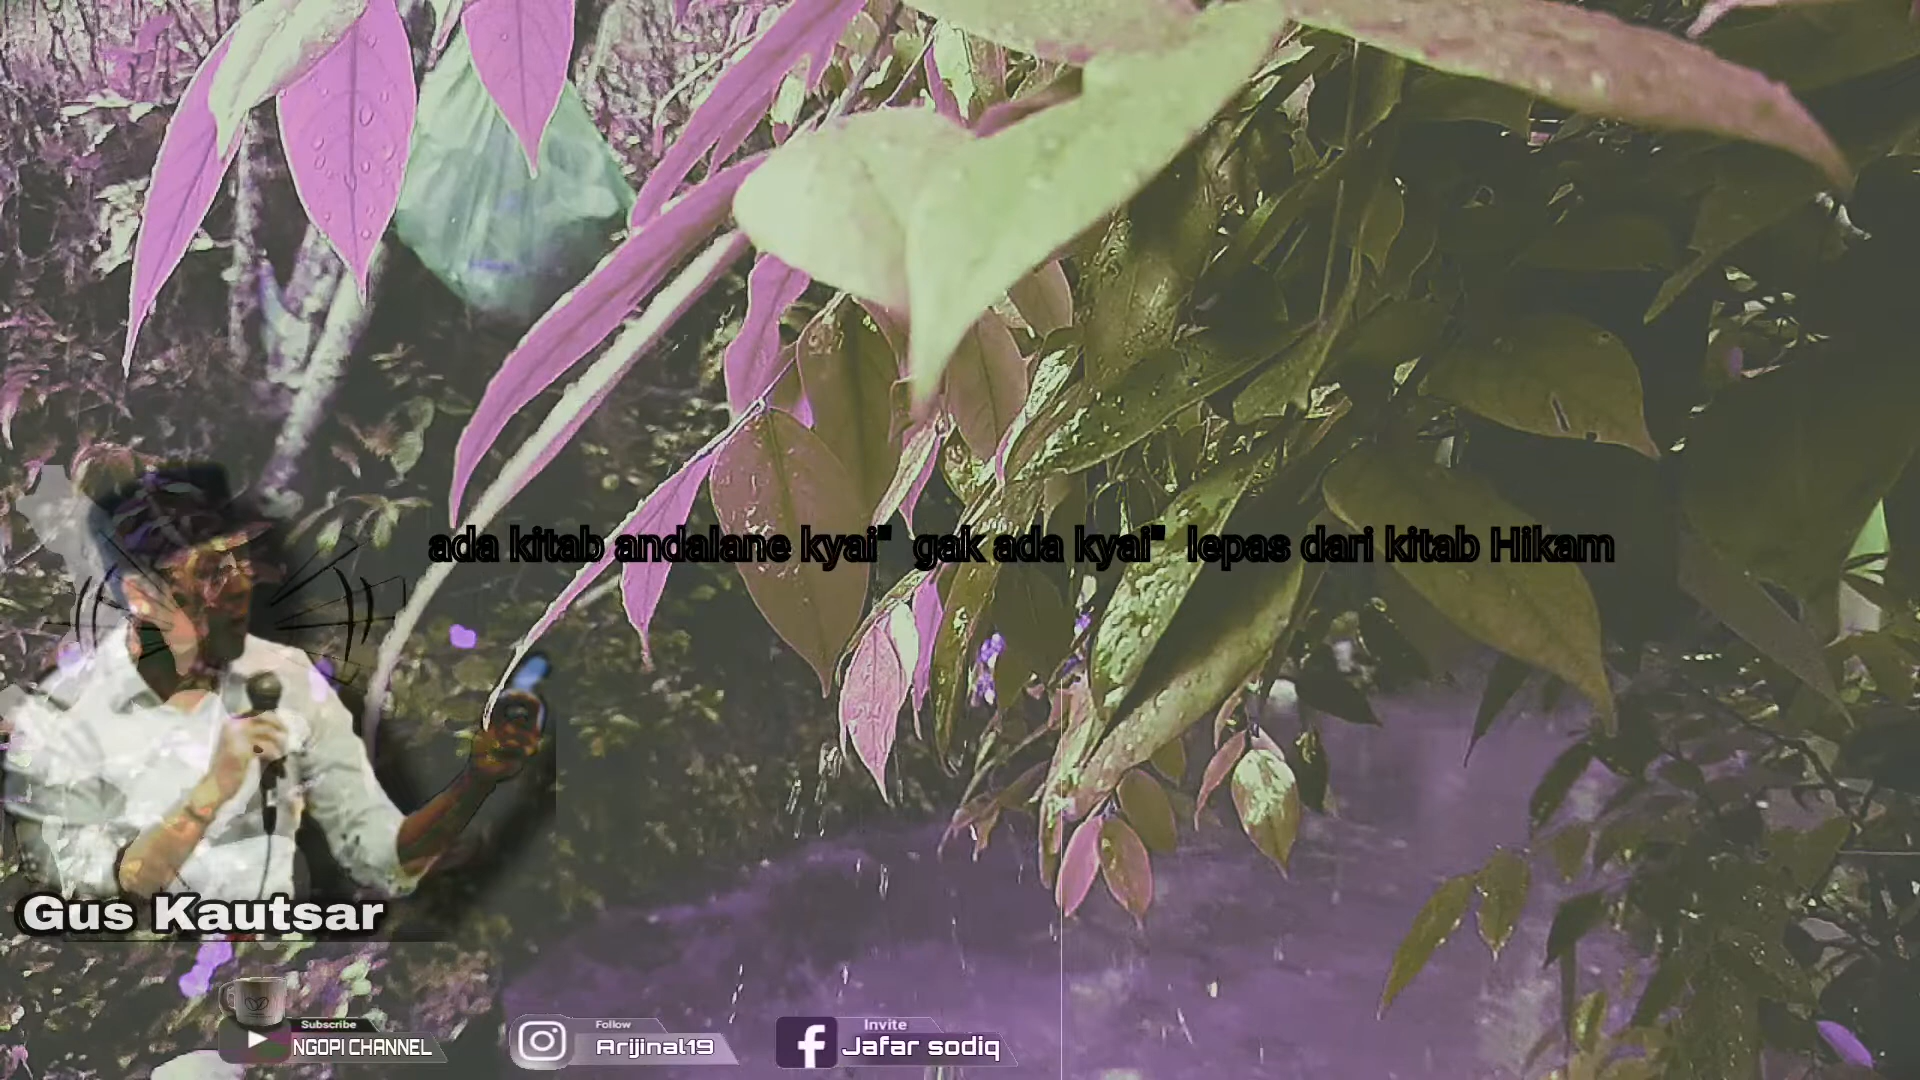 ada kitab andalane kyai" gak ada kyai" lepas dari kitab Hikam
Gus Kautsar
Subscribe
NGOPI CHANNEL
Follow
Arijinal19
Invite
Jafar sodiq